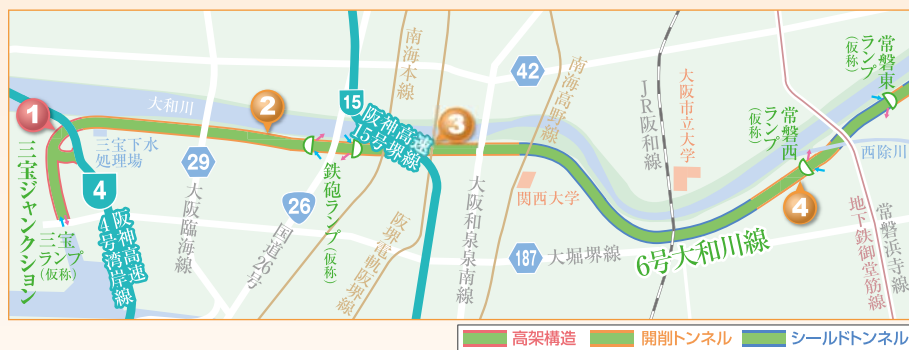 1
三宝ジャンクション
三宝
ランプ
(仮称)
三宝下水
処理場
4
阪神高速
4号湾岸線
大和川
2
29
大阪臨海線
26
国道26号
鉄砲ランプ(仮称)
15
阪神高速
15号堺線
南海本線
阪堺電軌阪堺線
3
42
大阪和泉泉南線
南海高野線
関西大学
187
大堀堺線
JR阪和線
大阪市立大学
6号大和川線
常磐西
ランプ
(仮称)
4
常磐東
ランプ
(仮称)
西除川
地下鉄御堂筋線
常磐浜寺線
高架構造
開削トンネル
シールドトンネル